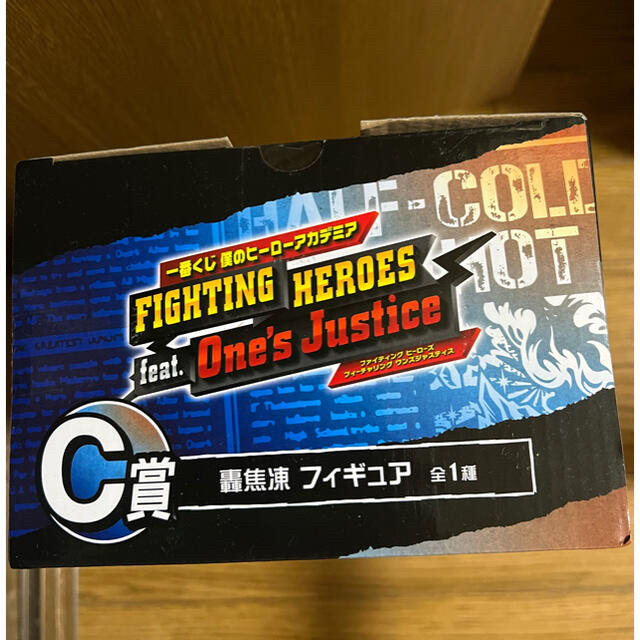 HALF-COLD
HOT
一番くじ 僕のヒーローアカデミア
FIGHTING HEROES
feat. One's Justice
ファイティング ヒーローズ
フィーチャリング ワンズジャスティス
C賞
轟焦凍 フィギュア 全1種